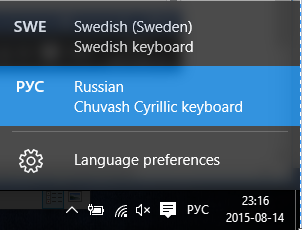 SWE Swedish (Sweden)
Swedish keyboard
РУС Russian
Chuvash Cyrillic keyboard
Language preferences
РУС 23:16
2015-08-14